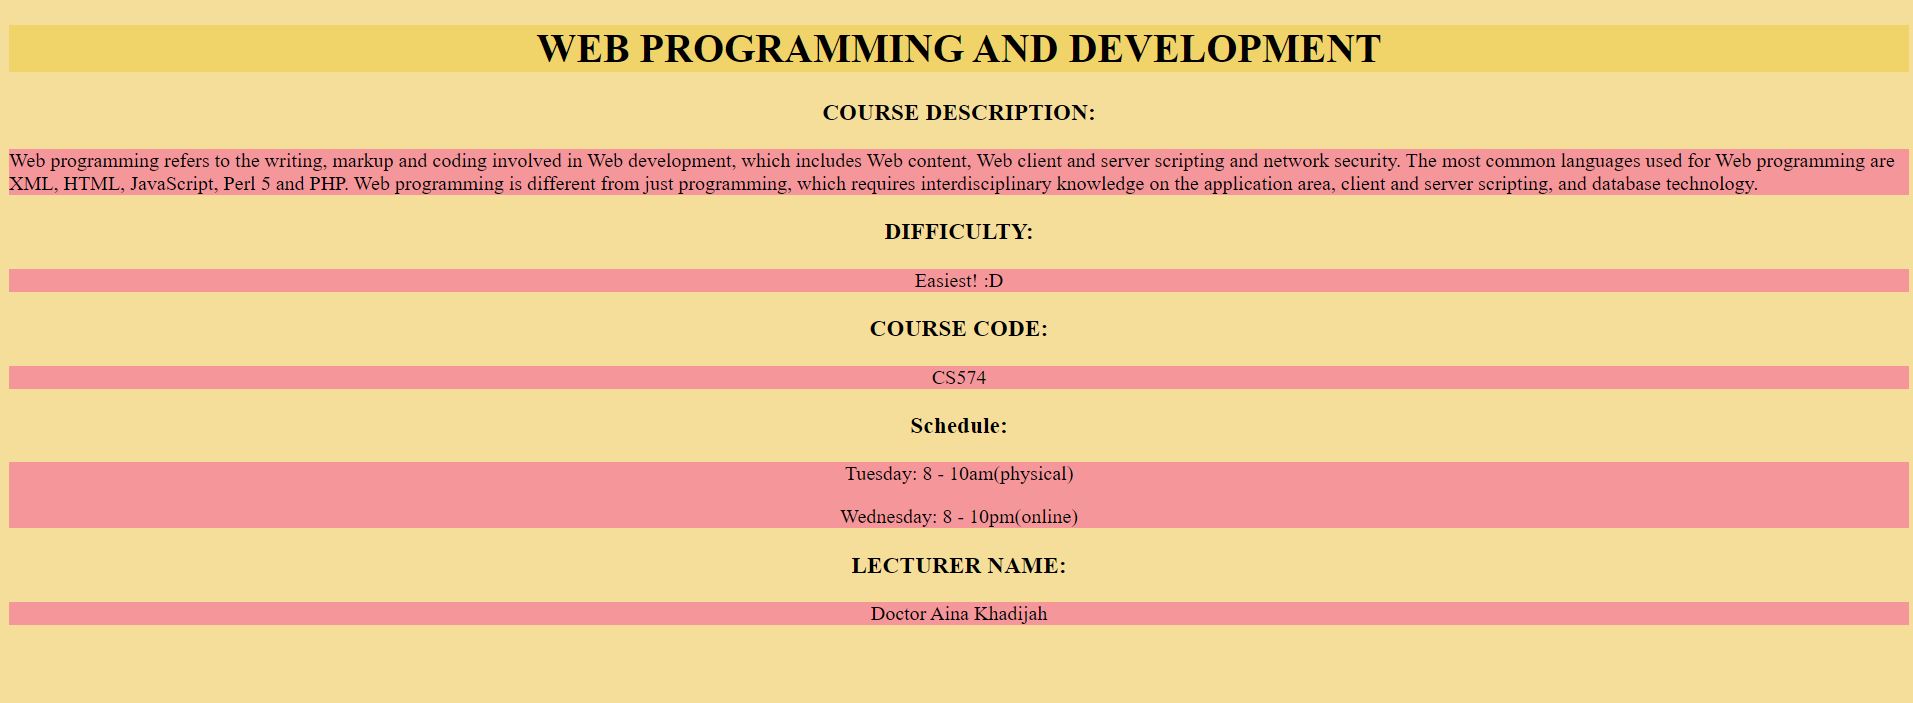 WEB PROGRAMMING AND DEVELOPMENT
COURSE DESCRIPTION:
Web programming refers to the writing, markup and coding involved in Web development, which includes Web content, Web client and server scripting and network security. The most common languages used for Web programming are
XML, HTML, JavaScript, Perl 5 and PHP. Web programming is different from just programming, which requires interdisciplinary knowledge on the application area, client and server scripting, and database technology.
DIFFICULTY:
Easiest! :D
COURSE CODE:
CS574
Schedule:
Tuesday: 8 - 10am(physical)
Wednesday: 8 - 10pm(online)
LECTURER NAME:
Doctor Aina Khadijah